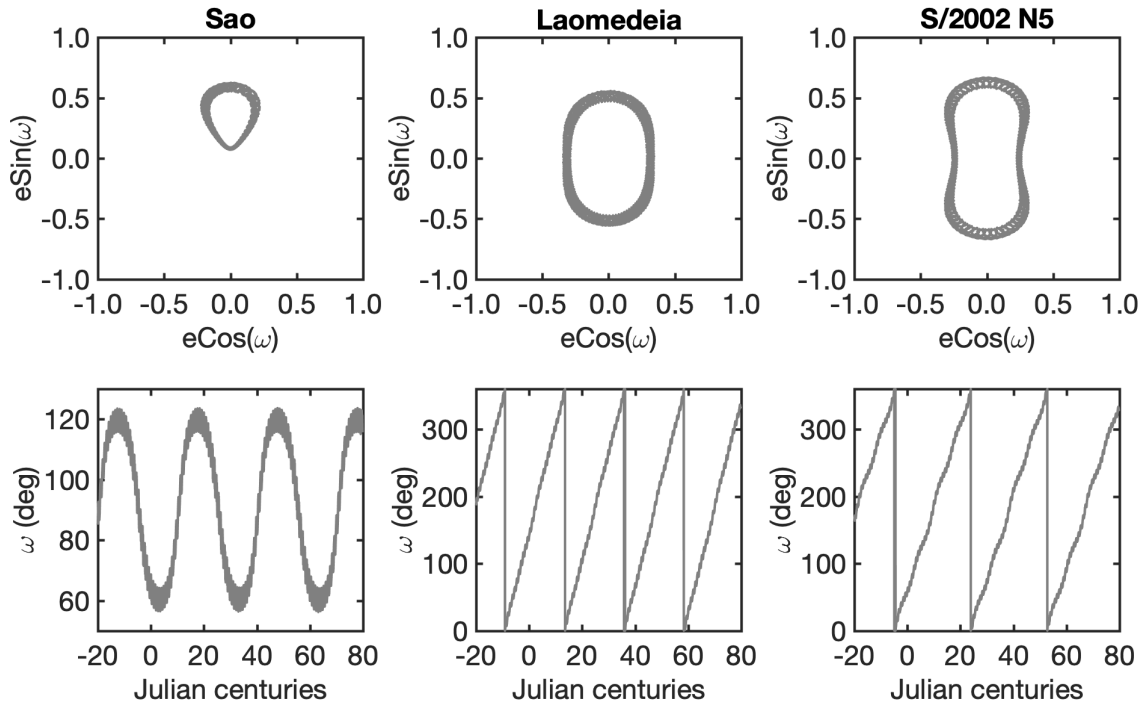 Sao
Laomedeia
S/2002 N5
1.0
0.5
0.0
-0.5
-1.0
eSin(ω)
-1.0 -0.5 0.0 0.5 1.0
eCos(ω)
1.0
0.5
0.0
-0.5
-1.0
eSin(ω)
-1.0 -0.5 0.0 0.5 1.0
eCos(ω)
1.0
0.5
0.0
-0.5
-1.0
eSin(ω)
-1.0 -0.5 0.0 0.5 1.0
eCos(ω)
120
100
80
60
ω (deg)
-20 0 20 40 60 80
Julian centuries
300
200
100
0
ω (deg)
-20 0 20 40 60 80
Julian centuries
300
200
100
0
ω (deg)
-20 0 20 40 60 80
Julian centuries